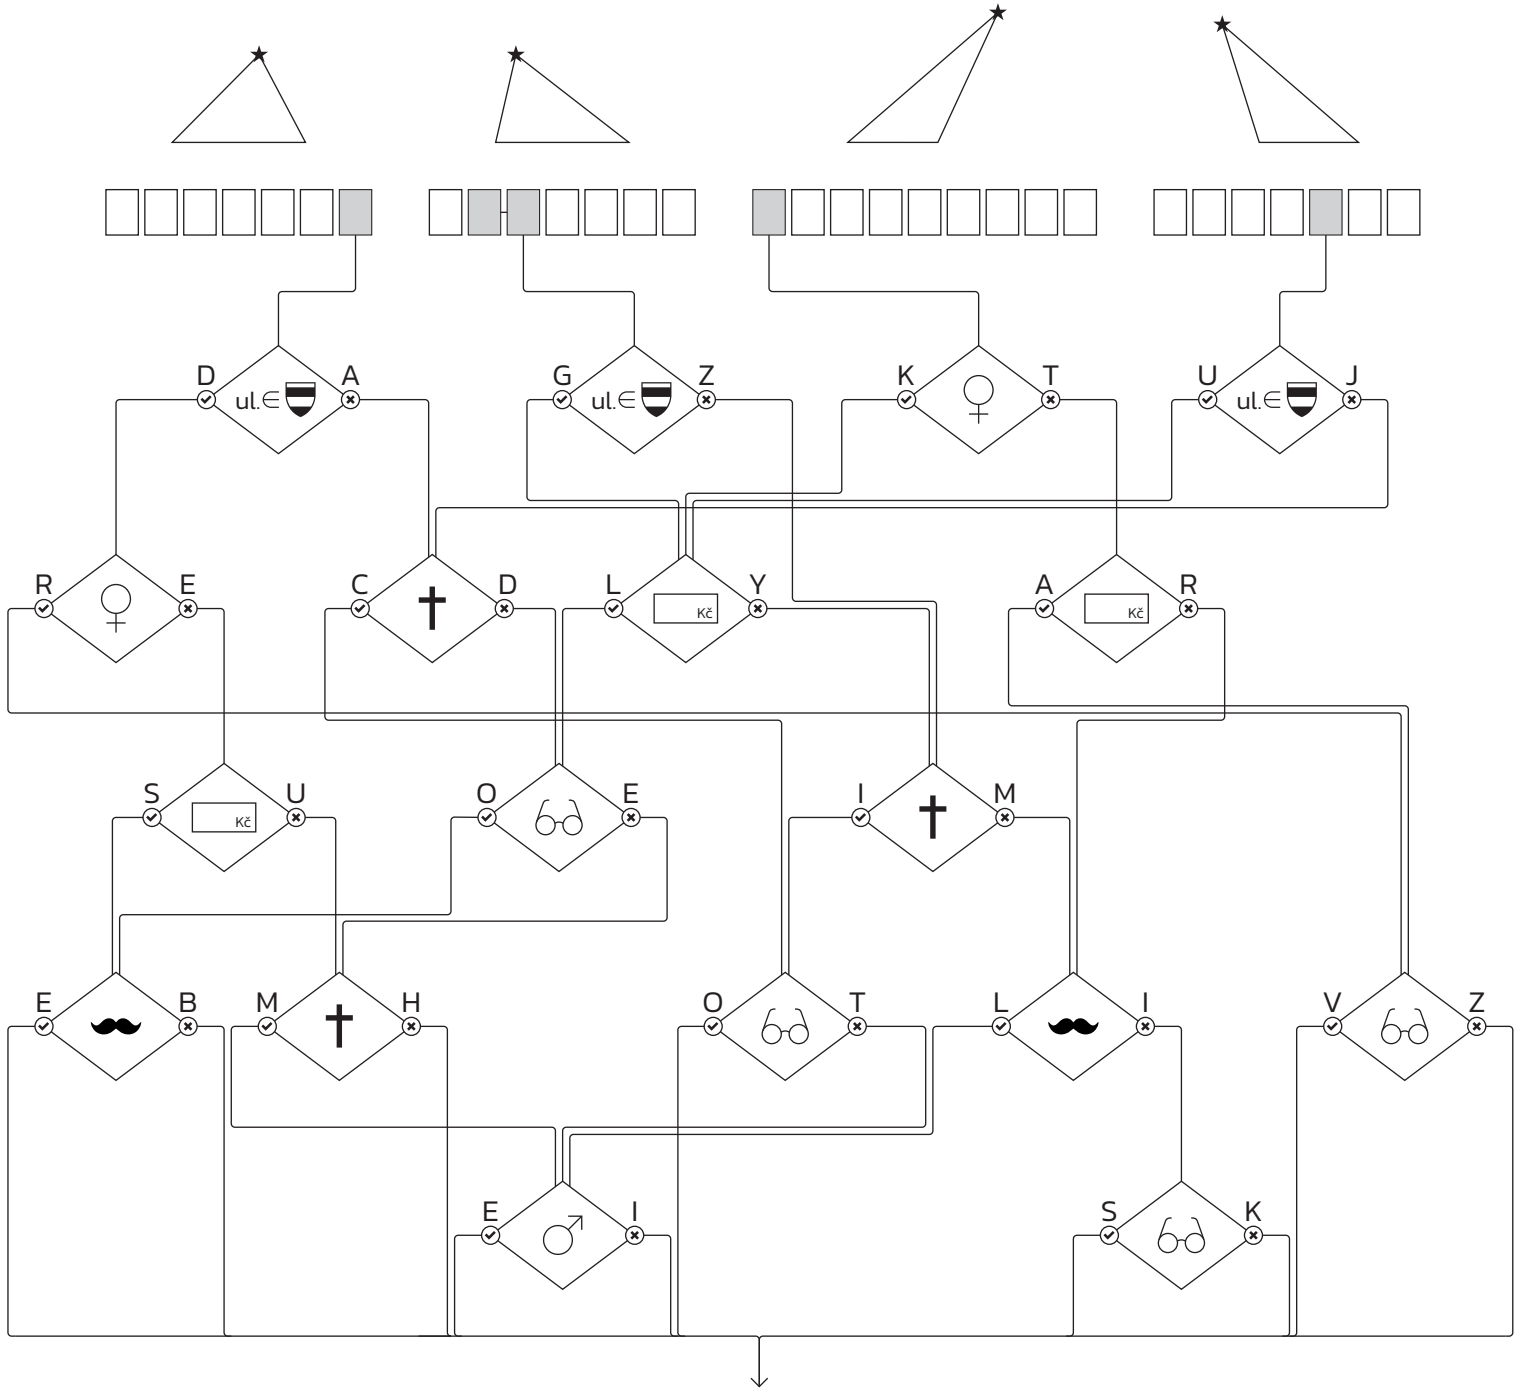 D A G Z K T U J
ul.∈ ul.∈ ul.∈
R E C D L Y A R
Kč Kč
S U O E I M
Kč
E B M H O T L I V Z
E I S K